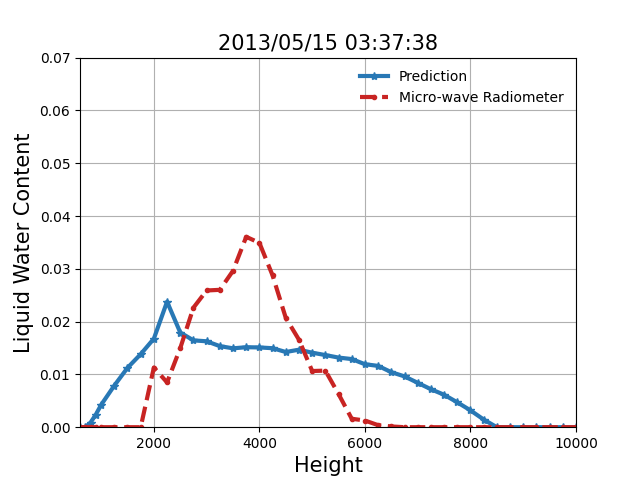 2013/05/15 03:37:38
Prediction
Micro-wave Radiometer
Liquid Water Content
0.07
0.06
0.05
0.04
0.03
0.02
0.01
0.00
2000 4000 6000 8000 10000
Height